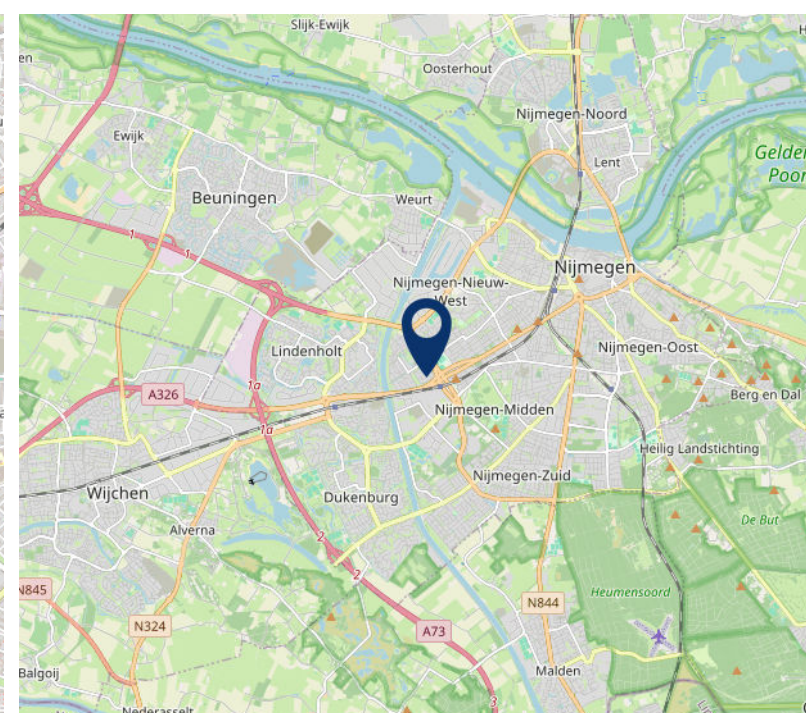 Slijk-Ewijk
Oosterhout
Nijmegen-Noord
Ewijk
Lent
Gelder
Poor
Beuningen
Weurt
1
1
Nijmegen
Nijmegen-Nieuw-
West
Lindenholt
Nijmegen-Oost
1a
A326
Berg en Dal
Nijmegen-Midden
1a
Heilig Landstichting
Nijmegen-Zuid
Wijchen
Dukenburg
De But
Alverna
2
2
N845
Heumensoord
N844
N324
A73
Malden
Balgoij
3
Nederasselt